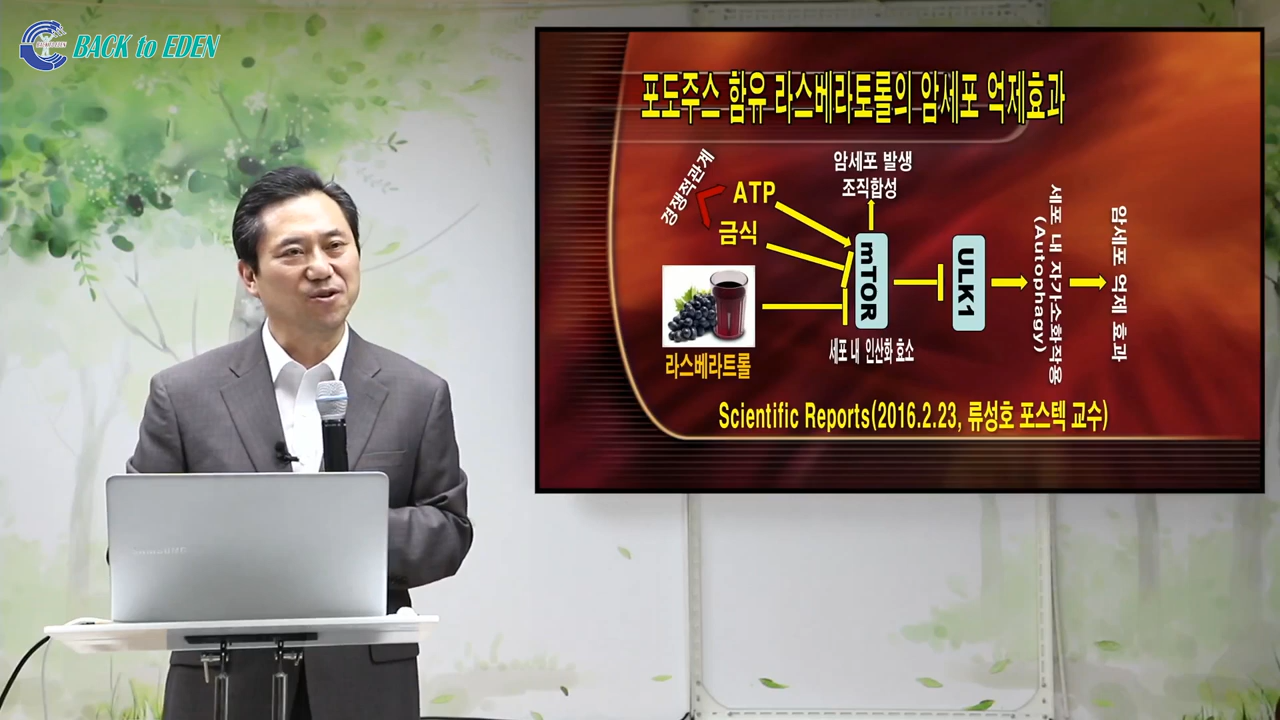 BACK to EDEN
포도주스 함유 라스베라토롤의 암세포 억제효과
경쟁적관계
ATP
금식
라스베라트롤
암세포 발생
조직합성
mTOR
세포 내 인산화 효소
ULK1
세포 내 자가소화작용
(Autophagy)
암세포 억제 효과
Scientific Reports(2016.2.23, 류성호 포스텍 교수)